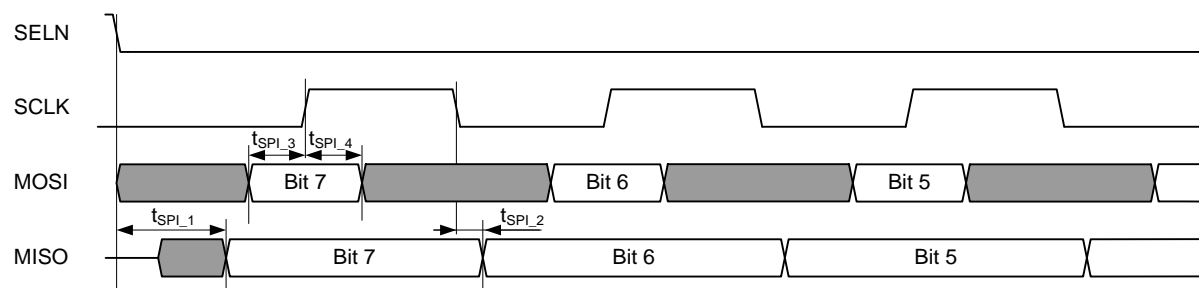 SELN
SCLK
tSPI_3 tSPI_4
MOSI Bit 7 Bit 6 Bit 5
tSPI_1 tSPI_2
MISO Bit 7 Bit 6 Bit 5